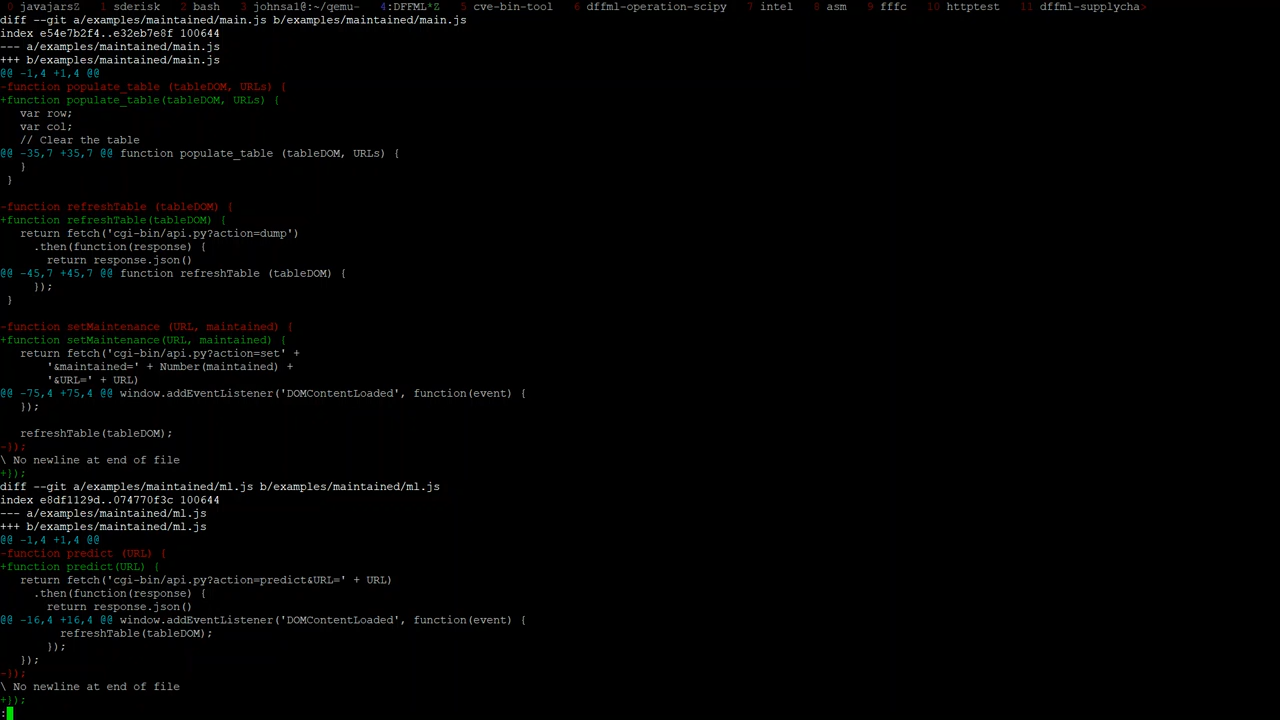 0 javajarsZ 1 sderisk 2 bash 3 johnsa1@:~/qemu- 4:DFFML*Z 5 cve-bin-tool 6 dffml-operation-scipy 7 intel 8 asm 9 fffc 10 httptest 11 dffml-supplycha>
diff --git a/examples/maintained/main.js b/examples/maintained/main.js
index e54e7b2f4..e32eb7e8f 100644
--- a/examples/maintained/main.js
+++ b/examples/maintained/main.js
@@ -1,4 +1,4 @@
-function populate_table (tableDOM, URLs) {
+function populate_table(tableDOM, URLs) {
   var row;
   var col;
   // Clear the table
@@ -35,7 +35,7 @@ function populate_table (tableDOM, URLs) {
   }
 }
-function refreshTable (tableDOM) {
+function refreshTable(tableDOM) {
   return fetch('cgi-bin/api.py?action=dump')
     .then(function(response) {
       return response.json()
@@ -45,7 +45,7 @@ function refreshTable (tableDOM) {
     });
 }
-function setMaintenance (URL, maintained) {
+function setMaintenance(URL, maintained) {
   return fetch('cgi-bin/api.py?action=set' +
       '&maintained=' + Number(maintained) +
       '&URL=' + URL)
@@ -75,4 +75,4 @@ window.addEventListener('DOMContentLoaded', function(event) {
   });
   refreshTable(tableDOM);
-});
\ No newline at end of file
+});
diff --git a/examples/maintained/ml.js b/examples/maintained/ml.js
index e8df1129d..074770f3c 100644
--- a/examples/maintained/ml.js
+++ b/examples/maintained/ml.js
@@ -1,4 +1,4 @@
-function predict (URL) {
+function predict(URL) {
   return fetch('cgi-bin/api.py?action=predict&URL=' + URL)
     .then(function(response) {
       return response.json()
@@ -16,4 +16,4 @@ window.addEventListener('DOMContentLoaded', function(event) {
         refreshTable(tableDOM);
       });
   });
-});
\ No newline at end of file
+});
: